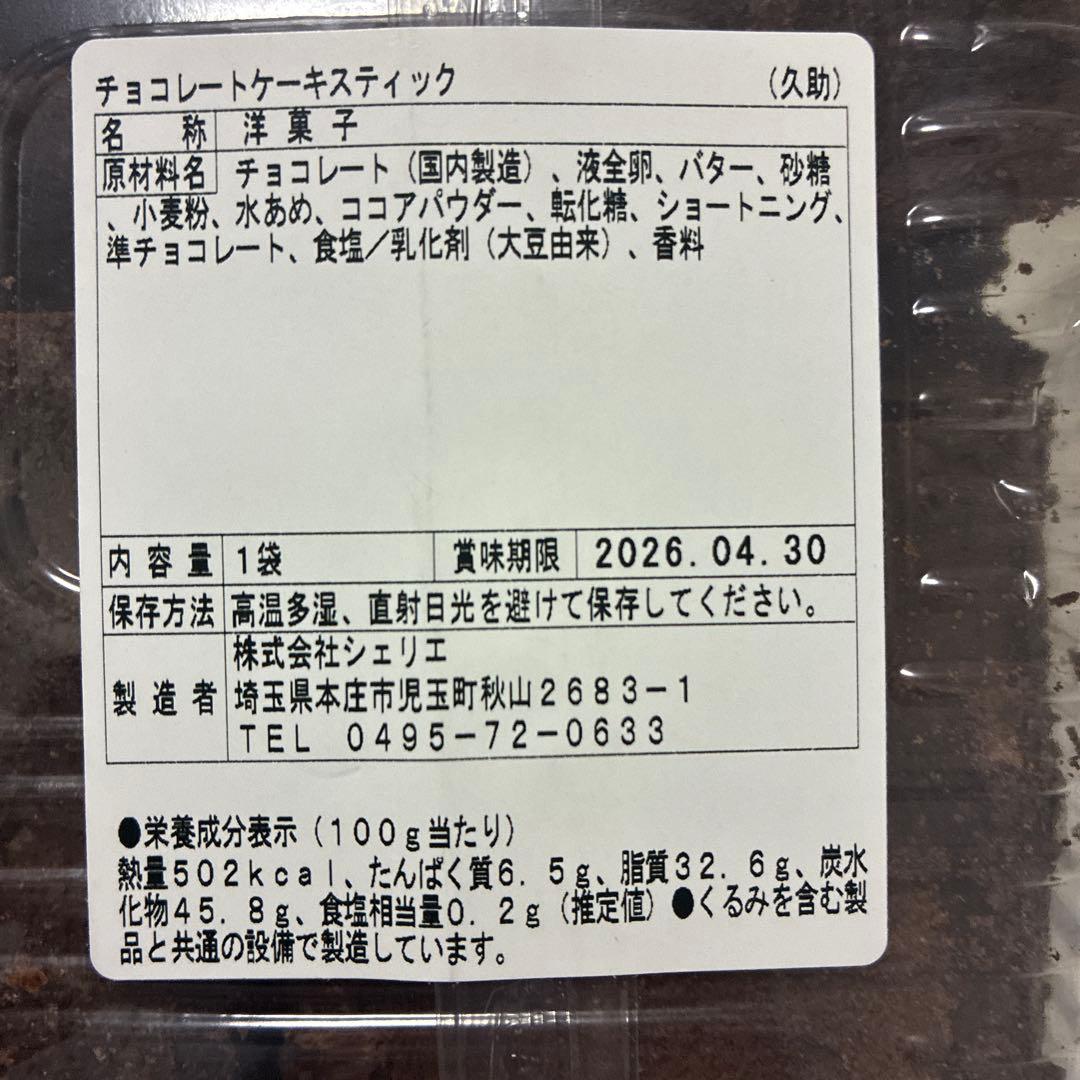 チョコレートケーキスティック （久助）
名称 洋菓子
原材料名 チョコレート（国内製造）、液全卵、バター、砂糖
、小麦粉、水あめ、ココアパウダー、転化糖、ショートニング、
準チョコレート、食塩／乳化剤（大豆由来）、香料
内容量 1袋 賞味期限 2026.04.30
保存方法 高温多湿、直射日光を避けて保存してください。
製造者 株式会社シェリエ
埼玉県本庄市児玉町秋山２６８３−１
ＴＥＬ ０４９５−７２−０６３３
●栄養成分表示（１００ｇ当たり）
熱量５０２ｋｃａｌ、たんぱく質６．５ｇ、脂質３２．６ｇ、炭水
化物４５．８ｇ、食塩相当量０．２ｇ（推定値）●くるみを含む製
品と共通の設備で製造しています。